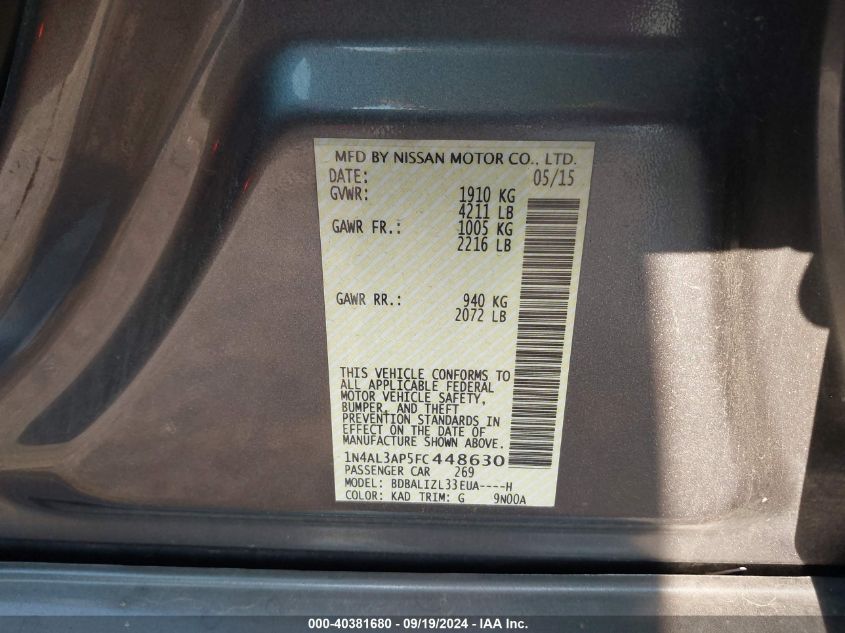 MFD BY NISSAN MOTOR CO., LTD.
DATE: 05/15
GVWR: 1910 KG
4211 LB
GAWR FR.: 1005 KG
2216 LB
GAWR RR.: 940 KG
2072 LB
THIS VEHICLE CONFORMS TO
ALL APPLICABLE FEDERAL
MOTOR VEHICLE SAFETY,
BUMPER, AND THEFT
PREVENTION STANDARDS IN
EFFECT ON THE DATE OF
MANUFACTURE SHOWN ABOVE.
1N4AL3AP5FC448630
PASSENGER CAR 269
MODEL: BDBALIZL33EUA----H
COLOR: KAD TRIM: G 9N00A
000-40381680 - 09/19/2024 - IAA Inc.